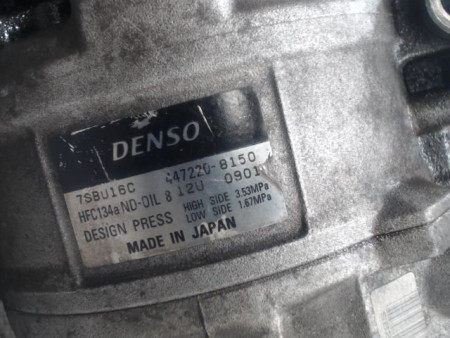 DENSO
7SBU16C 447220-8150
HFC134a ND-OIL 8 12U 0901
DESIGN PRESS HIGH SIDE 3.53MPa
LOW SIDE 1.67MPa
MADE IN JAPAN